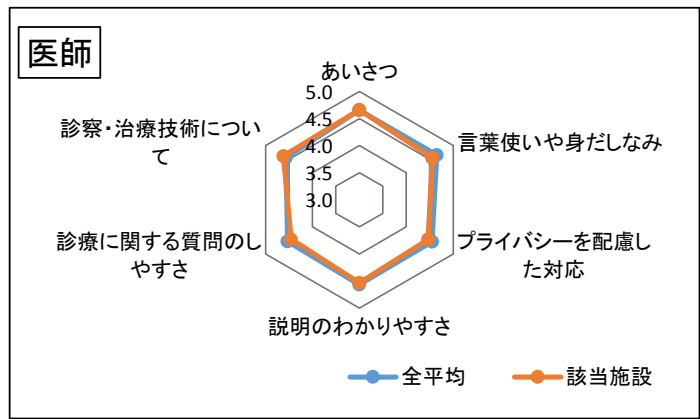 医師
あいさつ
5.0
4.5
4.0
3.5
3.0
言葉使いや身だしなみ
プライバシーを配慮し
た対応
説明のわかりやすさ
診療に関する質問のし
やすさ
診察・治療技術につい
て
全平均
該当施設